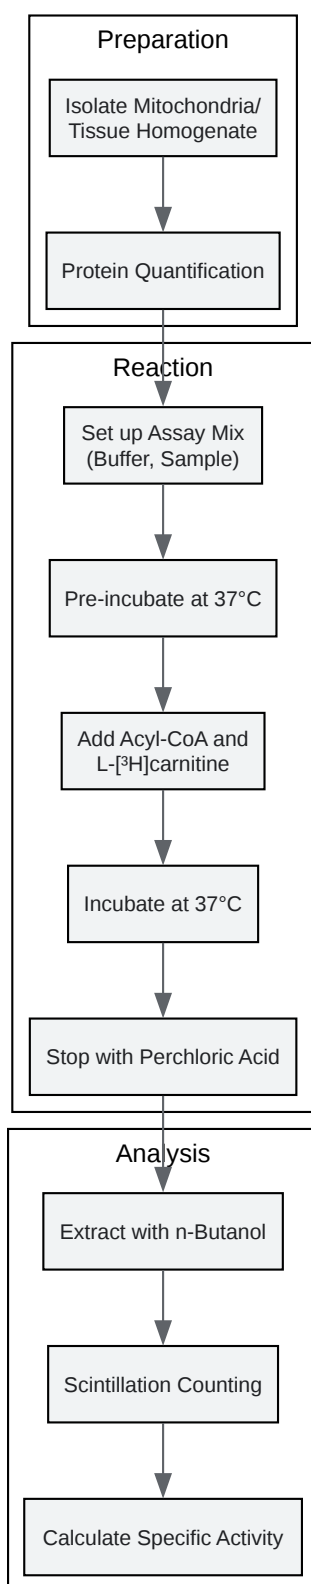 Preparation
Isolate Mitochondria/
Tissue Homogenate
Protein Quantification
Reaction
Set up Assay Mix
(Buffer, Sample)
Pre-incubate at 37°C
Add Acyl-CoA and
L-[³H]carnitine
Incubate at 37°C
Stop with Perchloric Acid
Analysis
Extract with n-Butanol
Scintillation Counting
Calculate Specific Activity